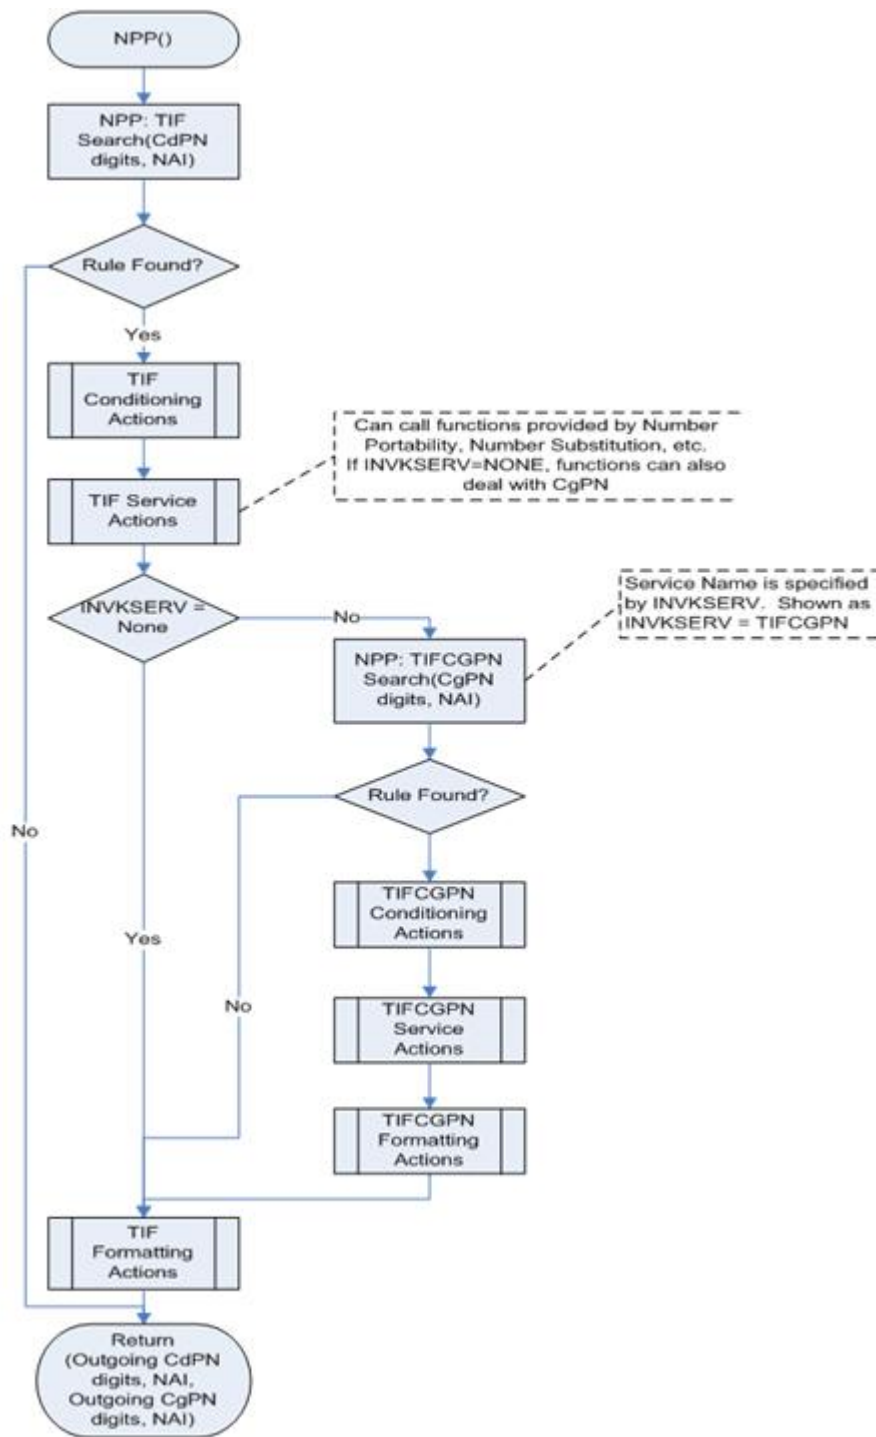 NPP()
NPP: TIF
Search(CdPN
digits, NAI)
Rule Found?
Yes
TIF
Conditioning
Actions
Can call functions provided by Number
Portability, Number Substitution, etc.
If INVKSERV=NONE, functions can also
deal with CgPN
TIF Service
Actions
INVKSERV =
None
No
Service Name is specified
by INVKSERV. Shown as
INVKSERV = TIFCGPN
NPP: TIFCGPN
Search(CgPN
digits, NAI)
Rule Found?
No
TIFCGPN
Conditioning
Actions
Yes
No
TIFCGPN
Service
Actions
TIFCGPN
Formatting
Actions
TIF
Formatting
Actions
Return
(Outgoing CdPN
digits, NAI,
Outgoing CgPN
digits, NAI)